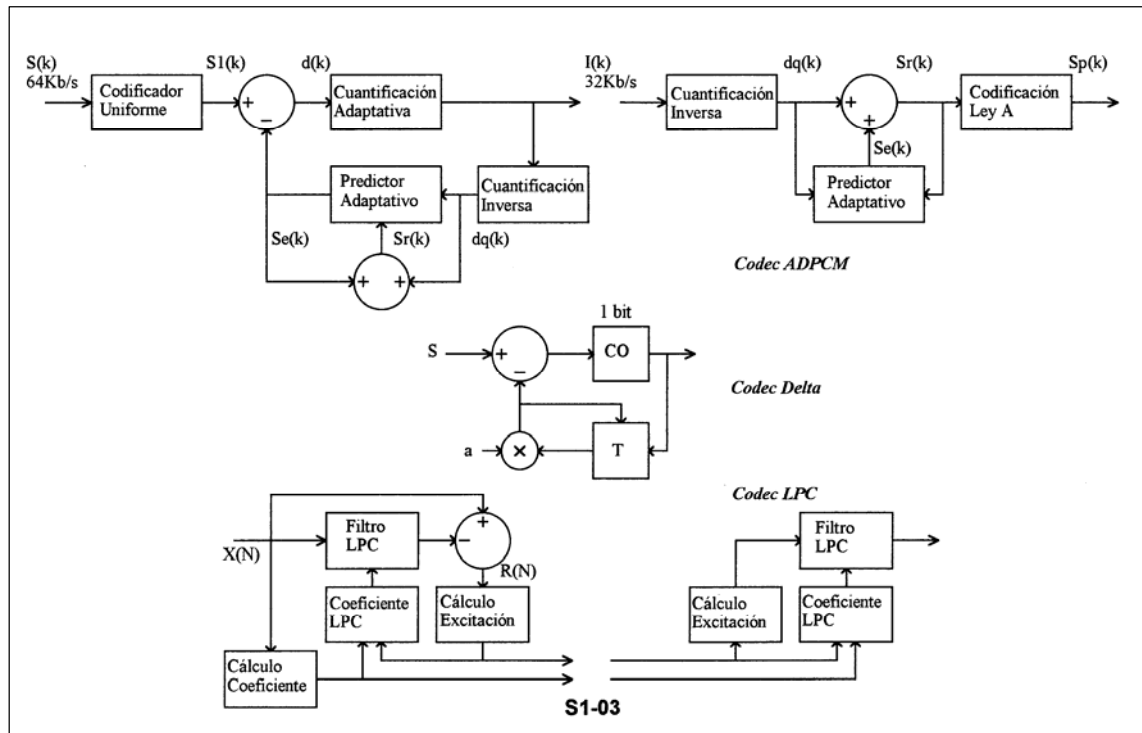 S(k)
64Kb/s
Codificador
Uniforme
S1(k)
+
−
d(k)
Cuantificación
Adaptativa
Predictor
Adaptativo
Cuantificación
Inversa
Se(k)
Sr(k)
dq(k)
+ +
I(k)
32Kb/s
Cuantificación
Inversa
dq(k)
+
+
Sr(k)
Se(k)
Predictor
Adaptativo
Codificación
Ley A
Sp(k)
Codec ADPCM
S
+
−
1 bit
CO
Codec Delta
a
×
T
Codec LPC
X(N)
Filtro
LPC
+
−
R(N)
Coeficiente
LPC
Cálculo
Excitación
Cálculo
Coeficiente
Cálculo
Excitación
Filtro
LPC
Coeficiente
LPC
S1-03